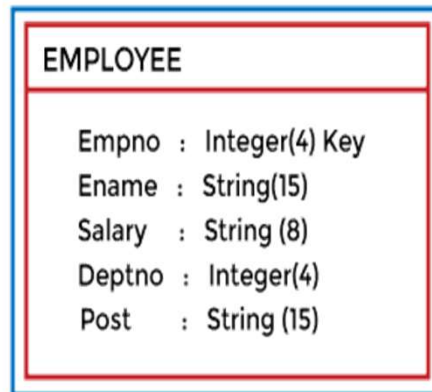 EMPLOYEE
Empno : Integer(4) Key
Ename : String(15)
Salary : String (8)
Deptno : Integer(4)
Post : String (15)